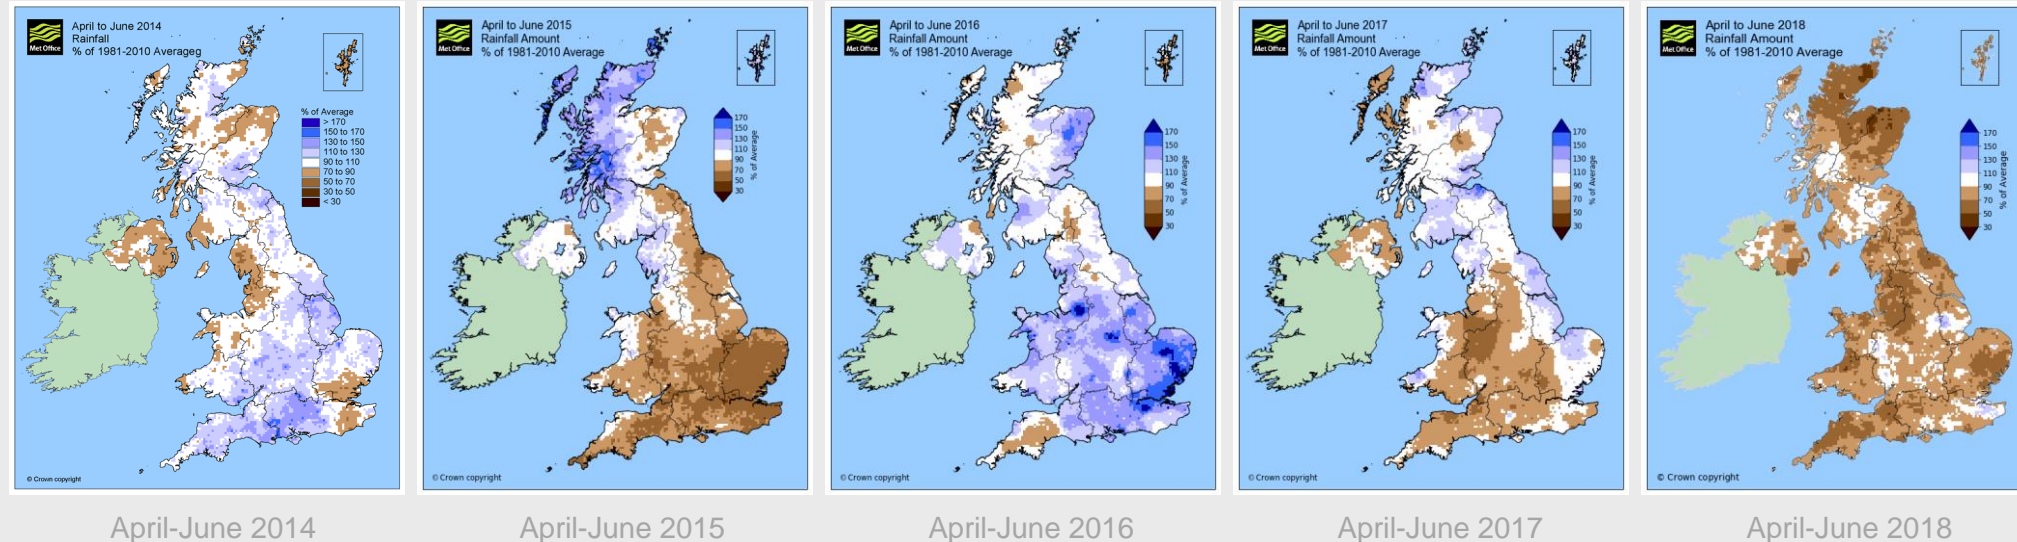 Met Office
April to June 2014
Rainfall
% of 1981-2010 Averageg
% of Average
> 170
150 to 170
130 to 150
110 to 130
90 to 110
70 to 90
50 to 70
30 to 50
< 30
© Crown copyright
April-June 2014
Met Office
April to June 2015
Rainfall Amount
% of 1981-2010 Average
170
150
130
110
90
70
50
30
% of Average
© Crown copyright
April-June 2015
Met Office
April to June 2016
Rainfall Amount
% of 1981-2010 Average
170
150
130
110
90
70
50
30
% of Average
© Crown copyright
April-June 2016
Met Office
April to June 2017
Rainfall Amount
% of 1981-2010 Average
170
150
130
110
90
70
50
30
% of Average
© Crown copyright
April-June 2017
Met Office
April to June 2018
Rainfall Amount
% of 1981-2010 Average
170
150
130
110
90
70
50
30
% of Average
© Crown copyright
April-June 2018